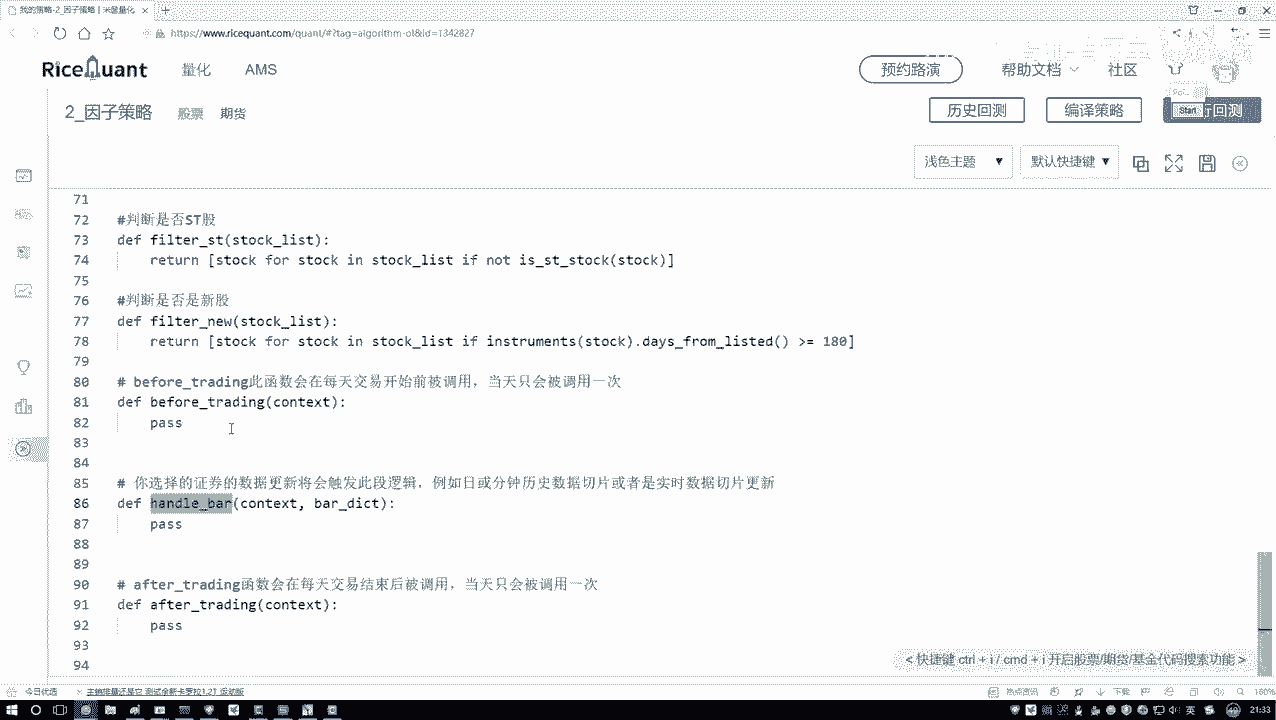 我的策略-2_因子策略 | 米筐量化
https://www.ricequant.com/quant/#?tag=algorithm-ol&id=1342827
RiceQuant 量化 AMS 预约路演 帮助文档 社区
2_因子策略 股票 期货 历史回测 编译策略 行回测
Start
浅色主题 默认快捷键
71
72 #判断是否ST股
73 def filter_st(stock_list):
74 return [stock for stock in stock_list if not is_st_stock(stock)]
75
76 #判断是否是新股
77 def filter_new(stock_list):
78 return [stock for stock in stock_list if instruments(stock).days_from_listed() >= 180]
79
80 # before_trading此函数会在每天交易开始前被调用，当天只会被调用一次
81 def before_trading(context):
82 pass
83
84
85 # 你选择的证券的数据更新将会触发此段逻辑，例如日或分钟历史数据切片或者是实时数据切片更新
86 def handle_bar(context, bar_dict):
87 pass
88
89
90 # after_trading函数会在每天交易结束后被调用，当天只会被调用一次
91 def after_trading(context):
92 pass
93
94
< 快捷键 ctrl + i / cmd + i 开启股票/期货/基金代码搜索功能 >
今日优选 热点资讯 下载 160%
英 21:33